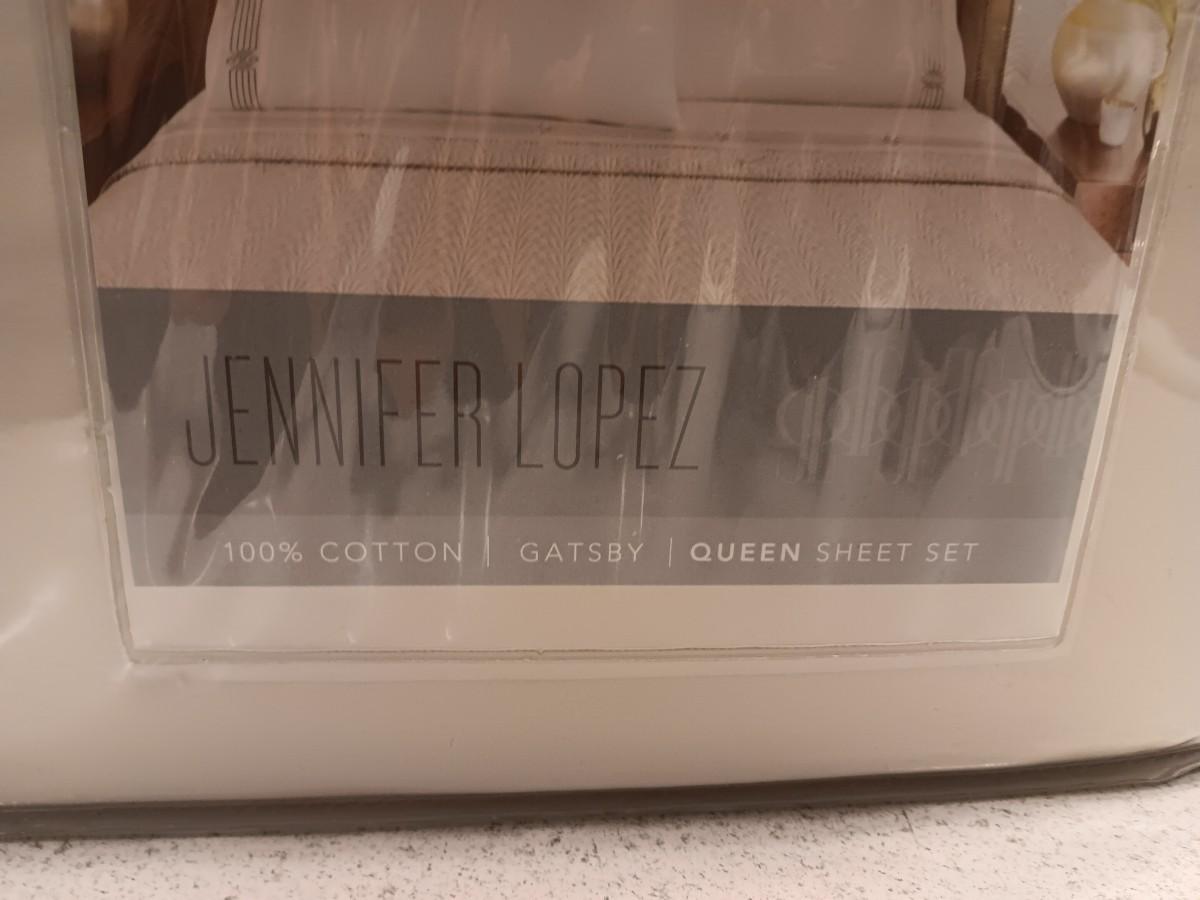 JENNIFER LOPEZ
100% COTTON | GATSBY | QUEEN SHEET SET